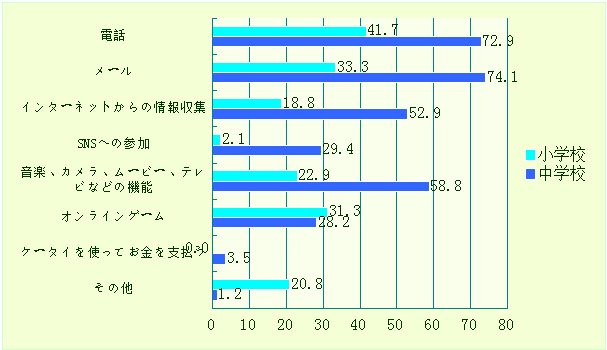 電話
41.7
72.9
メール
33.3
74.1
インターネットからの情報収集
18.8
52.9
SNSへの参加
2.1
29.4
音楽、カメラ、ムービー、テレ
ビなどの機能
22.9
58.8
オンラインゲーム
31.3
28.2
ケータイを使ってお金を支払う
0.0
3.5
その他
20.8
1.2
0 10 20 30 40 50 60 70 80
小学校
中学校